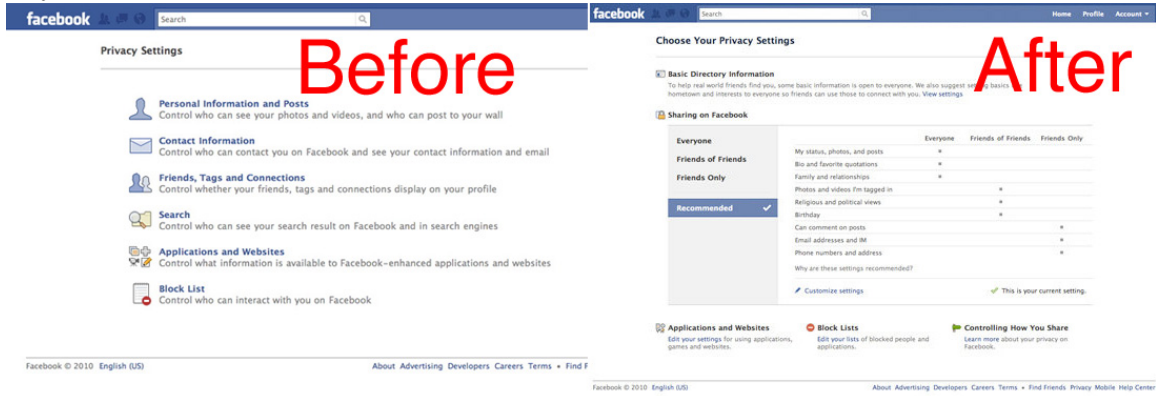 facebook
Search
Before
Privacy Settings
Personal Information and Posts
Control who can see your photos and videos, and who can post to your wall
Contact Information
Control who can contact you on Facebook and see your contact information and email
Friends, Tags and Connections
Control whether your friends, tags and connections display on your profile
Search
Control who can see your search result on Facebook and in search engines
Applications and Websites
Control what information is available to Facebook-enhanced applications and websites
Block List
Control who can interact with you on Facebook
Facebook © 2010 English (US)
About Advertising Developers Careers Terms • Find F
facebook
Search
Home Profile Account
After
Choose Your Privacy Settings
Basic Directory Information
To help real world friends find you, some basic information is open to everyone. We also suggest setting basics
hometown and interests to everyone so friends can use those to connect with you. View settings
Sharing on Facebook
Everyone
Friends of Friends
Friends Only
Recommended
Everyone Friends of Friends Friends Only
My status, photos, and posts
Bio and favorite quotations
Family and relationships
Photos and videos I'm tagged in
Religious and political views
Birthday
Can comment on posts
Email addresses and IM
Phone numbers and address
Why are these settings recommended?
Customize settings
This is your current setting.
Applications and Websites
Edit your settings for using applications,
games and websites.
Block Lists
Edit your lists of blocked people and
applications.
Controlling How You Share
Learn more about your privacy on
Facebook.
Facebook © 2010 English (US)
About Advertising Developers Careers Terms • Find Friends Privacy Mobile Help Center